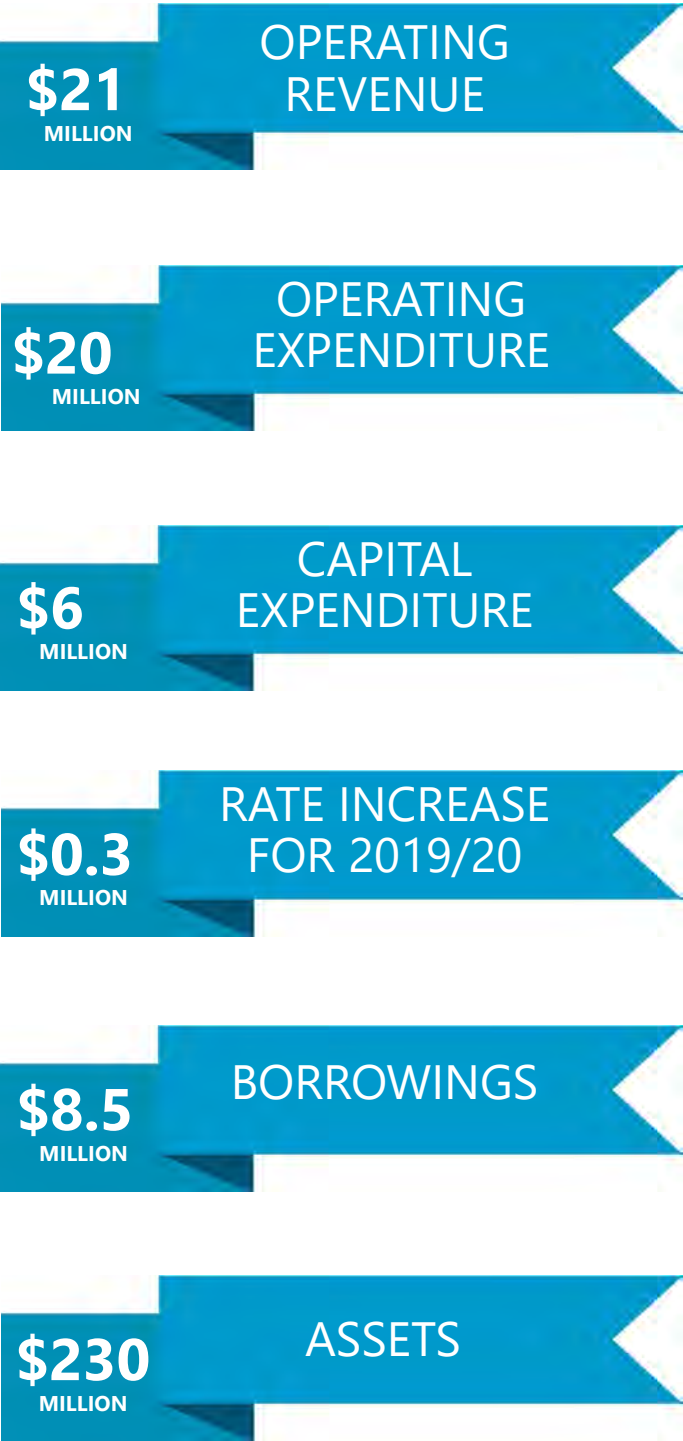 $21
MILLION
OPERATING
REVENUE
$20
MILLION
OPERATING
EXPENDITURE
$6
MILLION
CAPITAL
EXPENDITURE
$0.3
MILLION
RATE INCREASE
FOR 2019/20
$8.5
MILLION
BORROWINGS
$230
MILLION
ASSETS